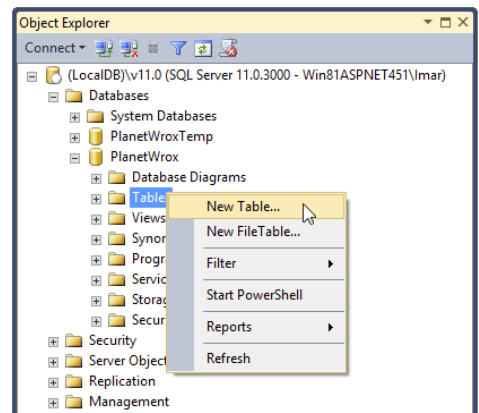 Object Explorer
Connect
(LocalDB)\v11.0 (SQL Server 11.0.3000 - Win81ASPNET451\Imar)
Databases
System Databases
PlanetWroxTemp
PlanetWrox
Database Diagrams
Table
New Table...
Views
New FileTable...
Synor
Progr
Filter
Servic
Storag
Start PowerShell
Secur
Reports
Security
Server Object
Refresh
Replication
Management